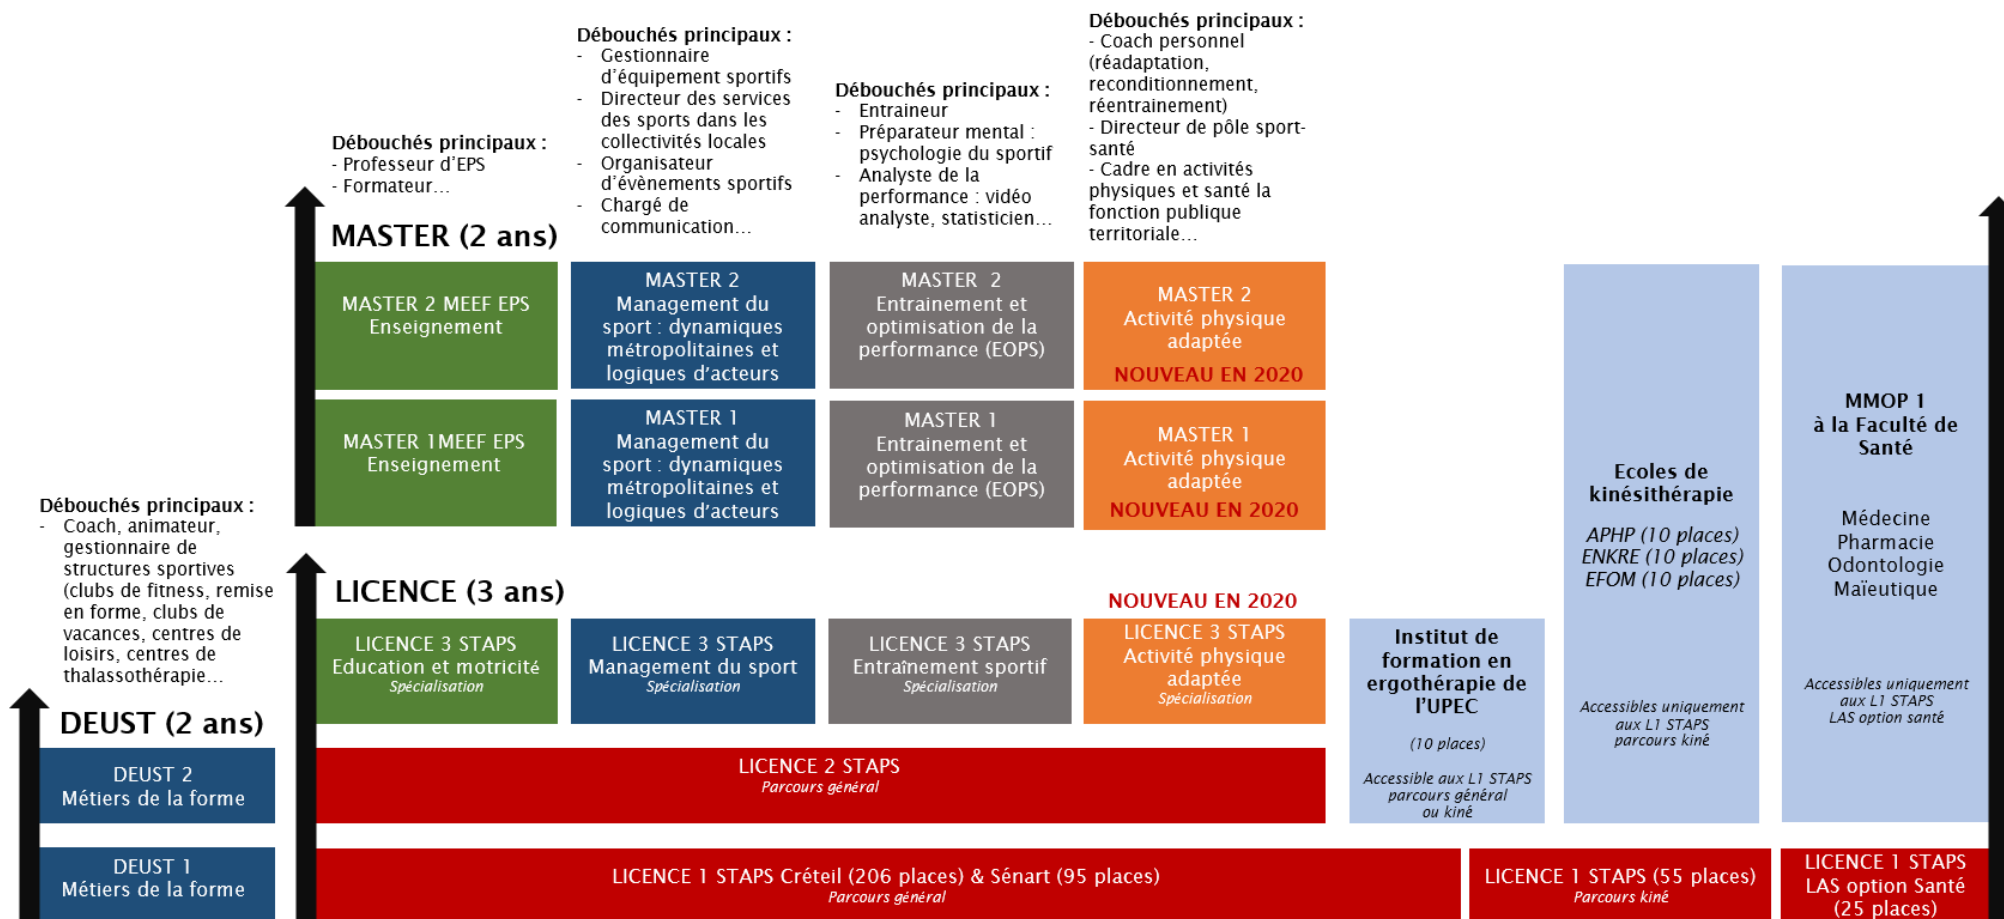 Débouchés principaux :
- Coach, animateur,
gestionnaire de
structures sportives
(clubs de fitness, remise
en forme, clubs de
vacances, centres de
loisirs, centres de
thalassothérapie…
DEUST (2 ans)
DEUST 2
Métiers de la forme
DEUST 1
Métiers de la forme
Débouchés principaux :
- Professeur d’EPS
- Formateur…
Débouchés principaux :
- Gestionnaire
d’équipement sportifs
- Directeur des services
des sports dans les
collectivités locales
- Organisateur
d’évènements sportifs
- Chargé de
communication…
Débouchés principaux :
- Entraineur
- Préparateur mental :
psychologie du sportif
- Analyste de la
performance : vidéo
analyste, statisticien…
Débouchés principaux :
- Coach personnel
(réadaptation,
reconditionnement,
réentrainement)
- Directeur de pôle sport-
santé
- Cadre en activités
physiques et santé la
fonction publique
territoriale…
MASTER (2 ans)
MASTER 2 MEEF EPS
Enseignement
MASTER 2
Management du
sport : dynamiques
métropolitaines et
logiques d'acteurs
MASTER 2
Entrainement et
optimisation de la
performance (EOPS)
MASTER 2
Activité physique
adaptée
NOUVEAU EN 2020
MASTER 1MEEF EPS
Enseignement
MASTER 1
Management du
sport : dynamiques
métropolitaines et
logiques d'acteurs
MASTER 1
Entrainement et
optimisation de la
performance (EOPS)
MASTER 1
Activité physique
adaptée
NOUVEAU EN 2020
LICENCE (3 ans)
NOUVEAU EN 2020
LICENCE 3 STAPS
Education et motricité
Spécialisation
LICENCE 3 STAPS
Management du sport
Spécialisation
LICENCE 3 STAPS
Entraînement sportif
Spécialisation
LICENCE 3 STAPS
Activité physique
adaptée
Spécialisation
LICENCE 2 STAPS
Parcours général
Institut de
formation en
ergothérapie de
l’UPEC
(10 places)
Accessible aux L1 STAPS
parcours général
ou kiné
Ecoles de
kinésithérapie
APHP (10 places)
ENKRE (10 places)
EFOM (10 places)
Accessibles uniquement
aux L1 STAPS
parcours kiné
MMOP 1
à la Faculté de
Santé
Médecine
Pharmacie
Odontologie
Maïeutique
Accessibles uniquement
aux L1 STAPS
LAS option santé
LICENCE 1 STAPS Créteil (206 places) & Sénart (95 places)
Parcours général
LICENCE 1 STAPS (55 places)
Parcours kiné
LICENCE 1 STAPS
LAS option Santé
(25 places)